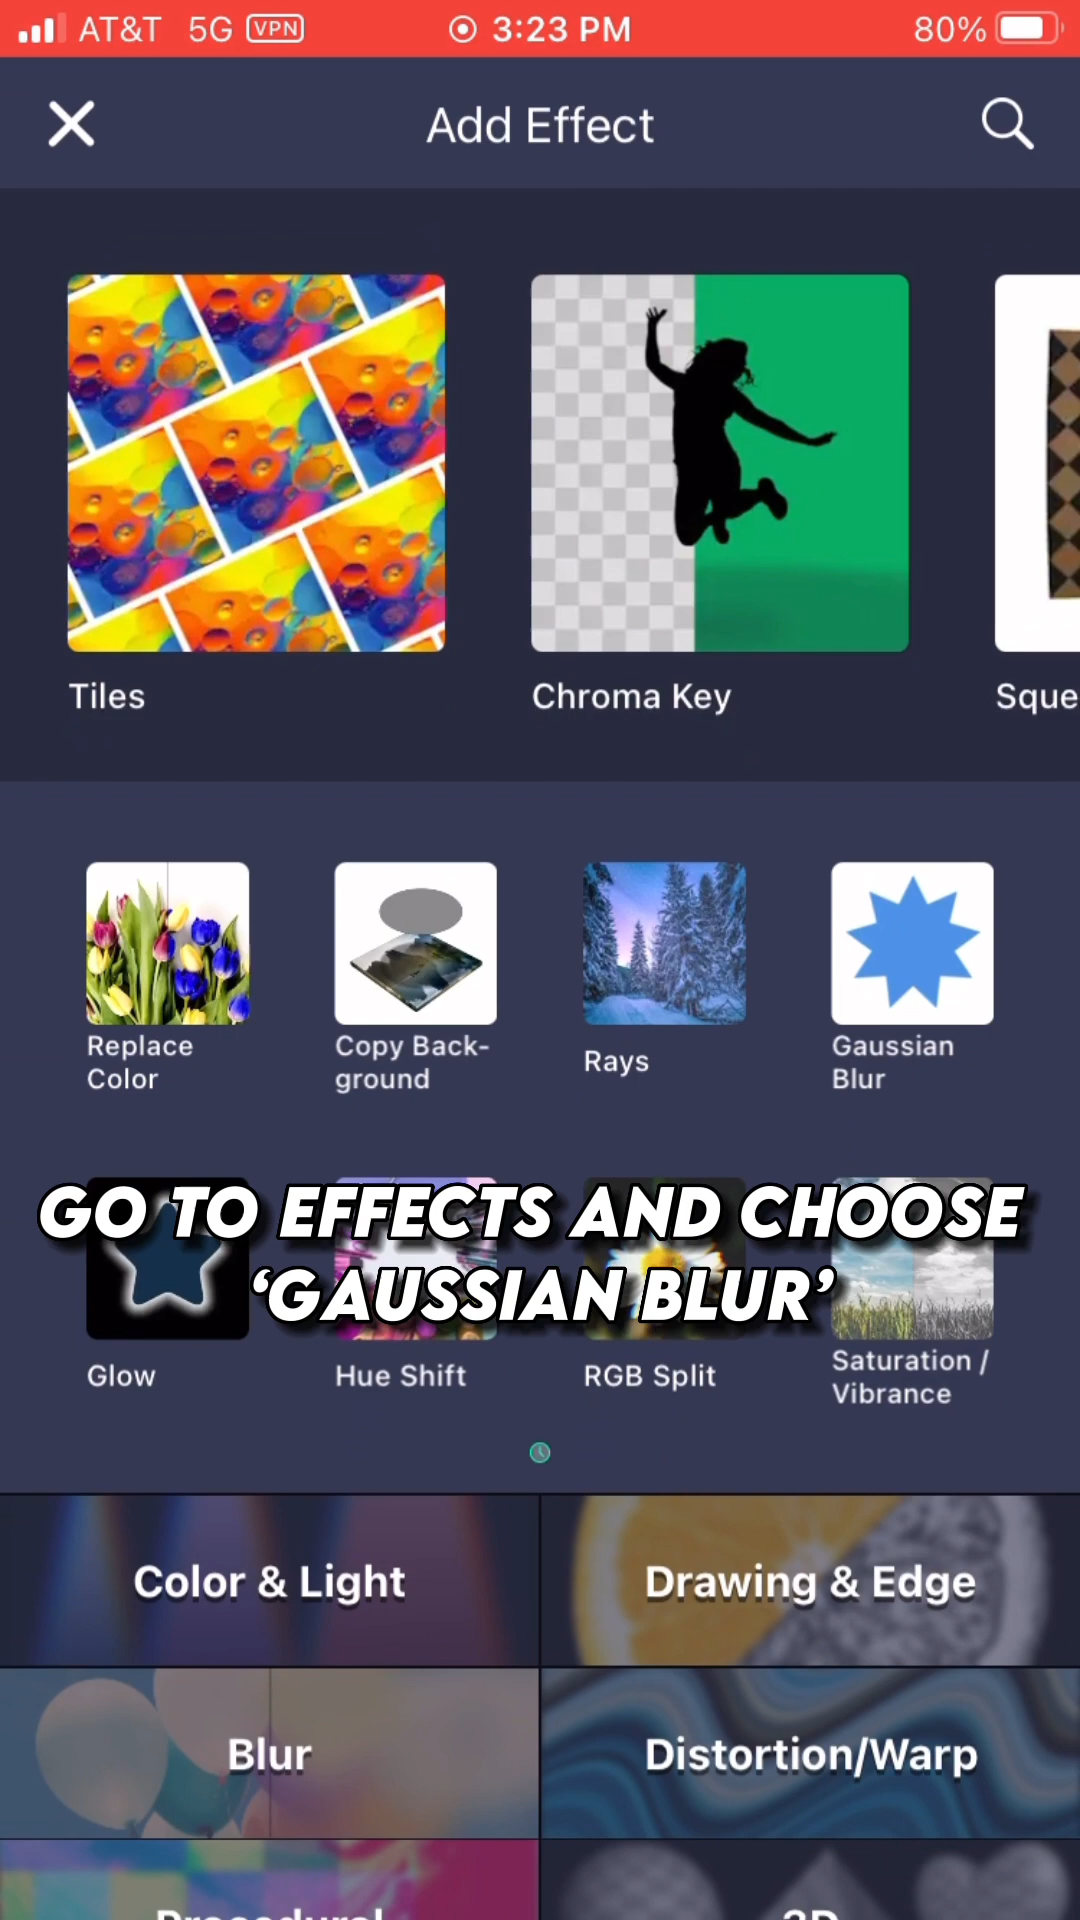 AT&T 5G VPN 3:23 PM 80%
Add Effect
Tiles
Chroma Key
Sque
Replace
Color
Copy Back-
ground
Rays
Gaussian
Blur
GO TO EFFECTS AND CHOOSE
‘GAUSSIAN BLUR’
Glow
Hue Shift
RGB Split
Saturation /
Vibrance
Color & Light
Drawing & Edge
Blur
Distortion/Warp
Procedural
3D